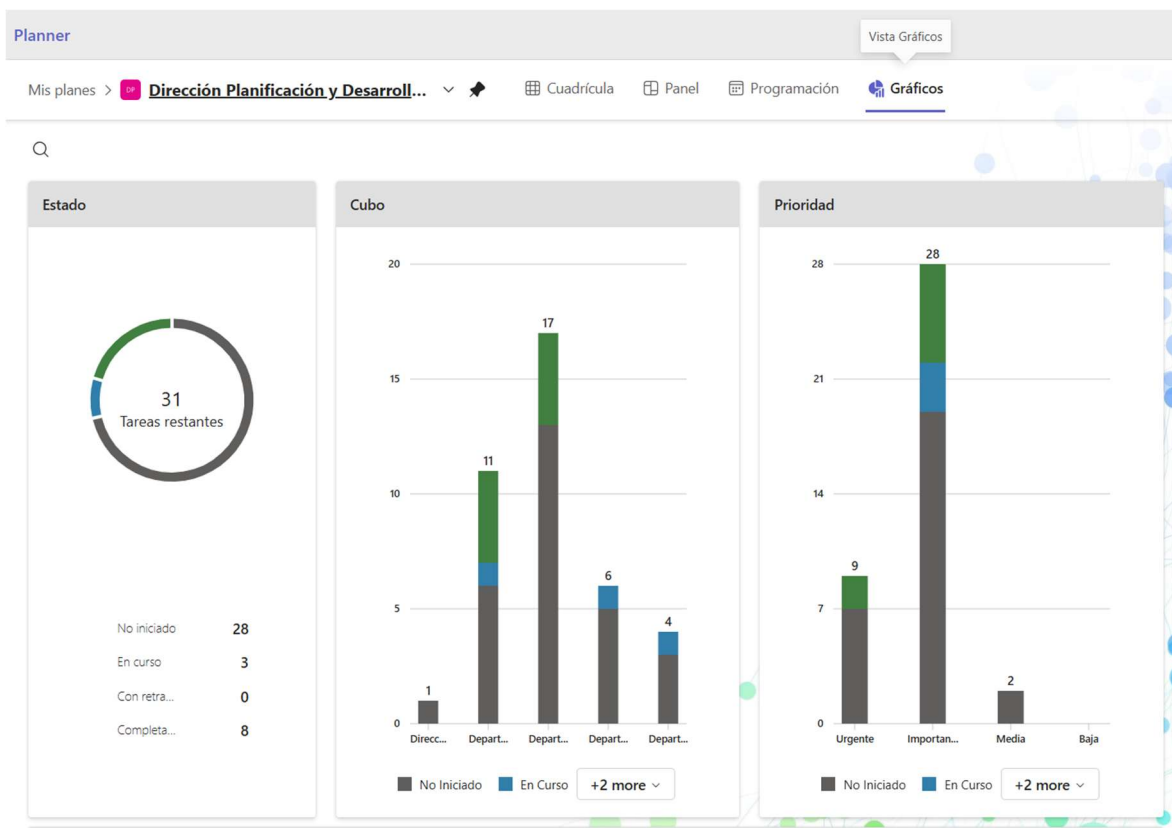 Planner
Vista Gráficos
Mis planes > DP Dirección Planificación y Desarroll...
Cuadrícula
Panel
Programación
Gráficos
Estado
31
Tareas restantes
No iniciado 28
En curso 3
Con retra... 0
Completa... 8
Cubo
20
15
10
5
0
1
11
17
6
4
Direcc... Depart... Depart... Depart... Depart...
No Iniciado En Curso +2 more
Prioridad
28
21
14
7
0
9
28
2
Urgente Importan... Media Baja
No Iniciado En Curso +2 more